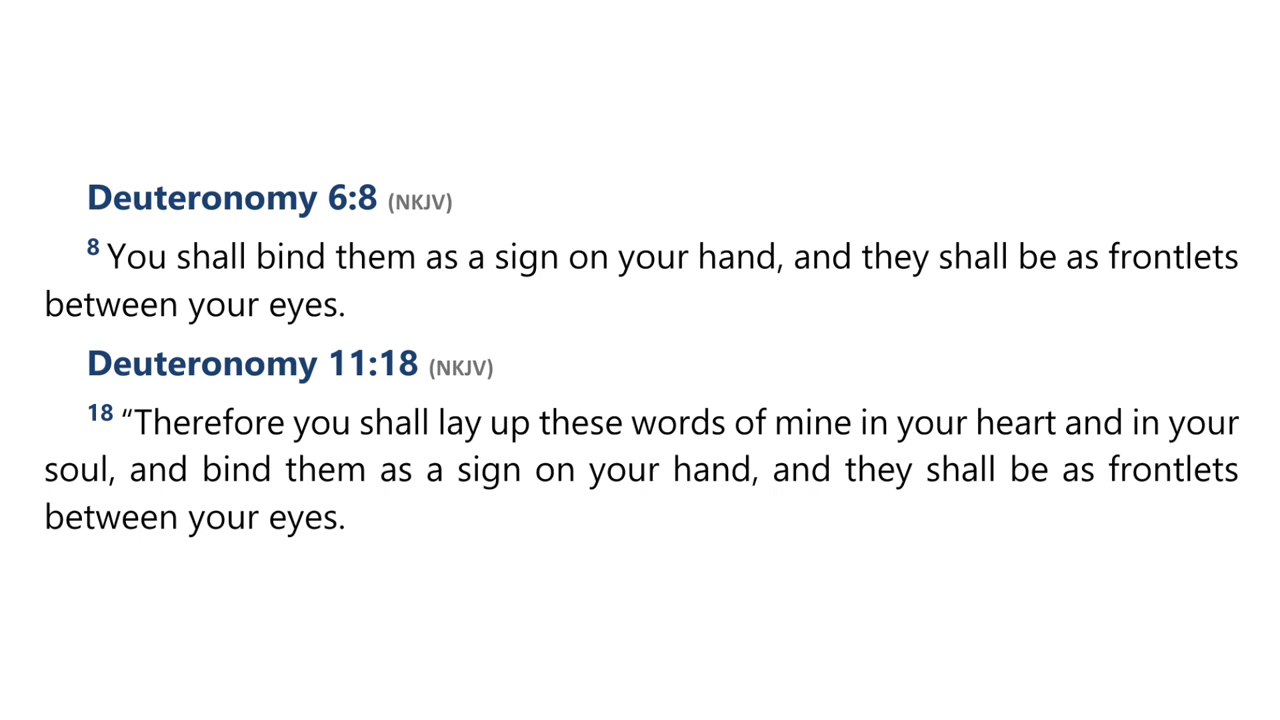 Deuteronomy 6:8 (NKJV)
8 You shall bind them as a sign on your hand, and they shall be as frontlets
between your eyes.
Deuteronomy 11:18 (NKJV)
18 “Therefore you shall lay up these words of mine in your heart and in your
soul, and bind them as a sign on your hand, and they shall be as frontlets
between your eyes.